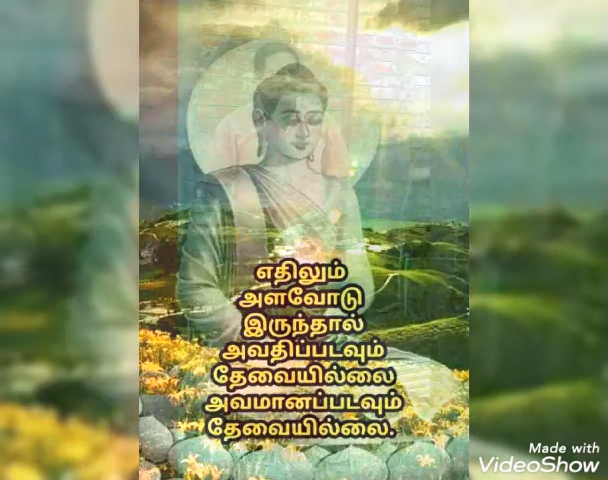 எதிலும்
அளவோடு
இருந்தால்
அவதிப்படவும்
தேவையில்லை
அவமானப்படவும்
தேவையில்லை.
Made with
VideoShow